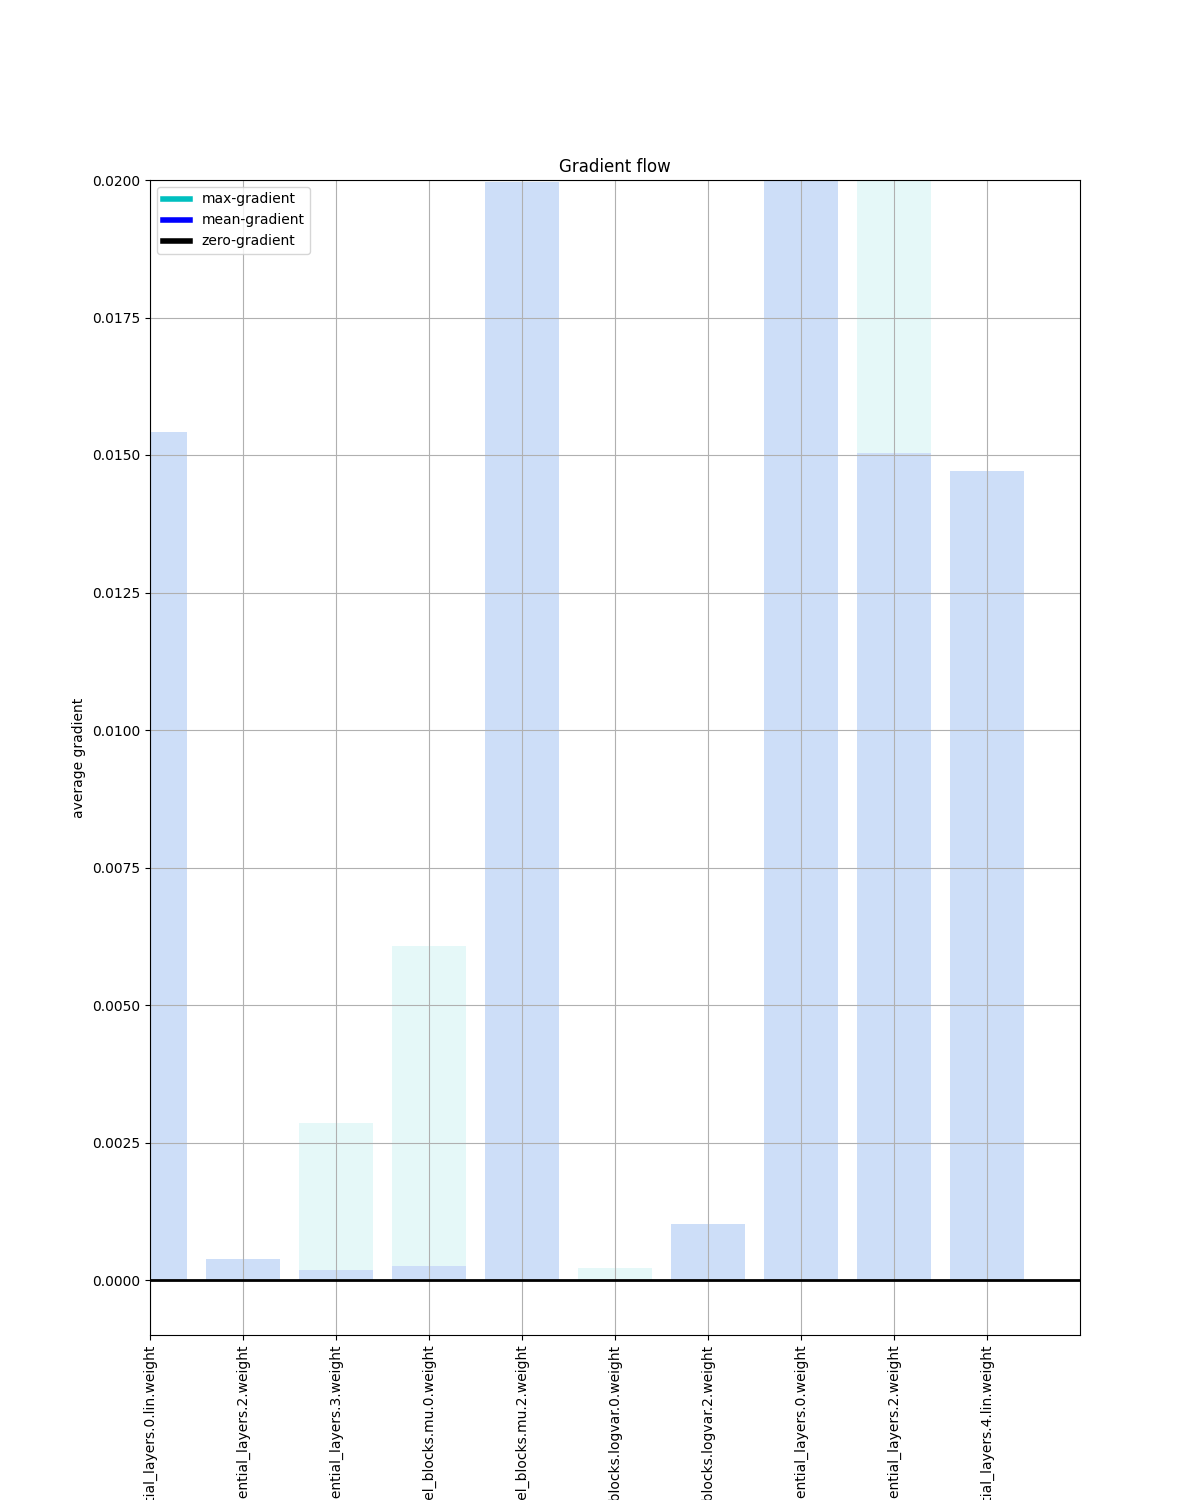 Gradient flow
max-gradient
mean-gradient
zero-gradient
0.0200
0.0175
0.0150
0.0125
0.0100
0.0075
0.0050
0.0025
0.0000
average gradient
tial_layers.0.lin.weight
ential_layers.2.weight
ential_layers.3.weight
el_blocks.mu.0.weight
el_blocks.mu.2.weight
blocks.logvar.0.weight
blocks.logvar.2.weight
ential_layers.0.weight
ential_layers.2.weight
tial_layers.4.lin.weight